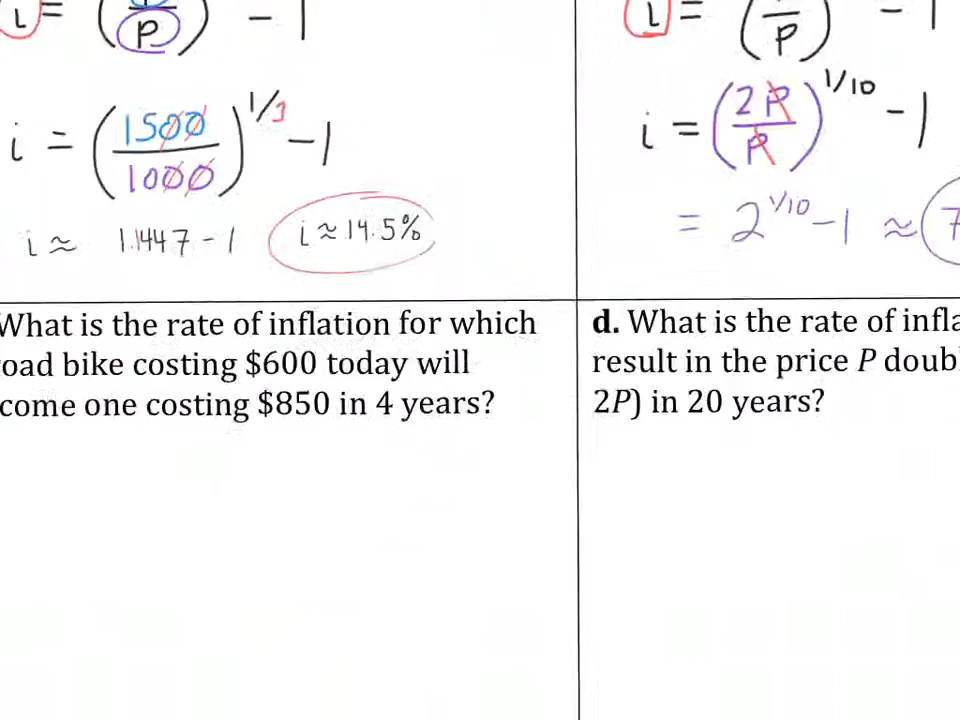 i = (P) - 1
i = (1500/1000)^1/3 - 1
i ≈ 1.1447 - 1 i ≈ 14.5%
What is the rate of inflation for which
oad bike costing $600 today will
come one costing $850 in 4 years?
i = (/P) - 1
i = (2P/P)^1/10 - 1
= 2^1/10 - 1 ≈ 7
d. What is the rate of infla
result in the price P doubl
2P) in 20 years?